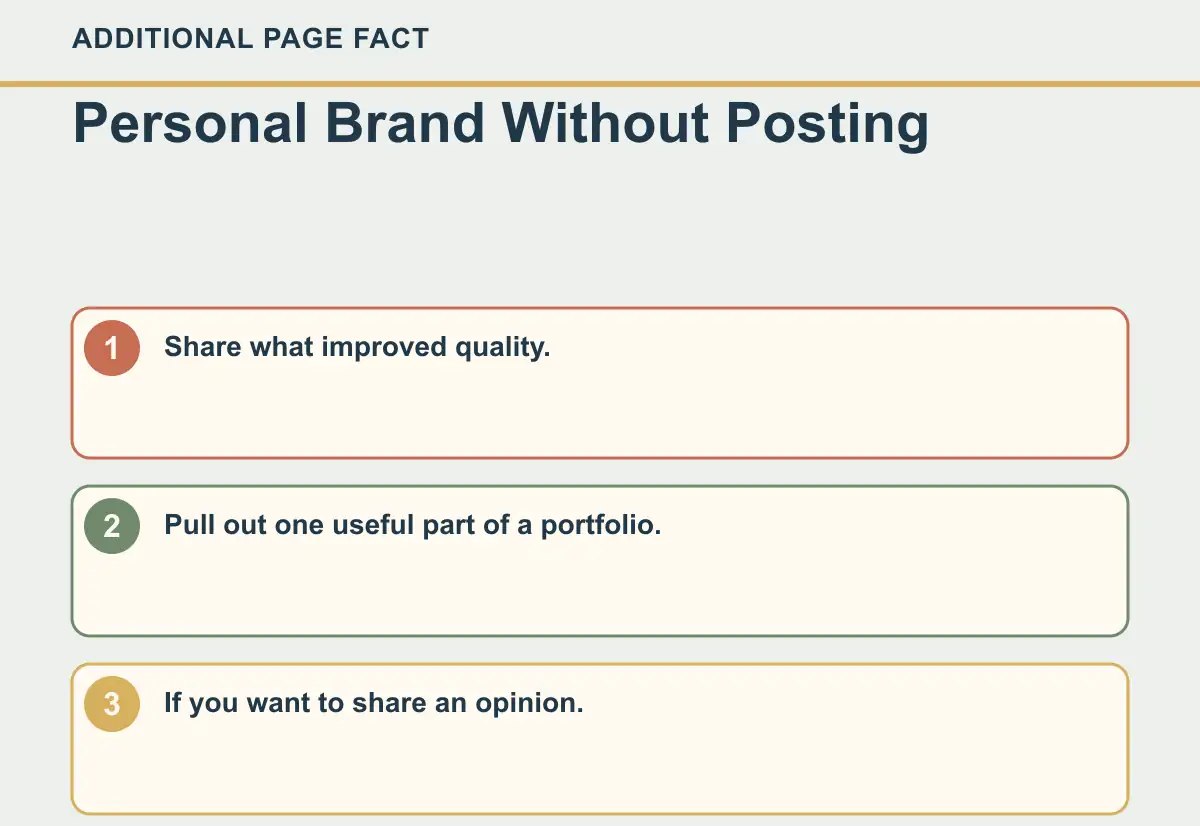 ADDITIONAL PAGE FACT
Personal Brand Without Posting
1
Share what improved quality.
2
Pull out one useful part of a portfolio.
3
If you want to share an opinion.